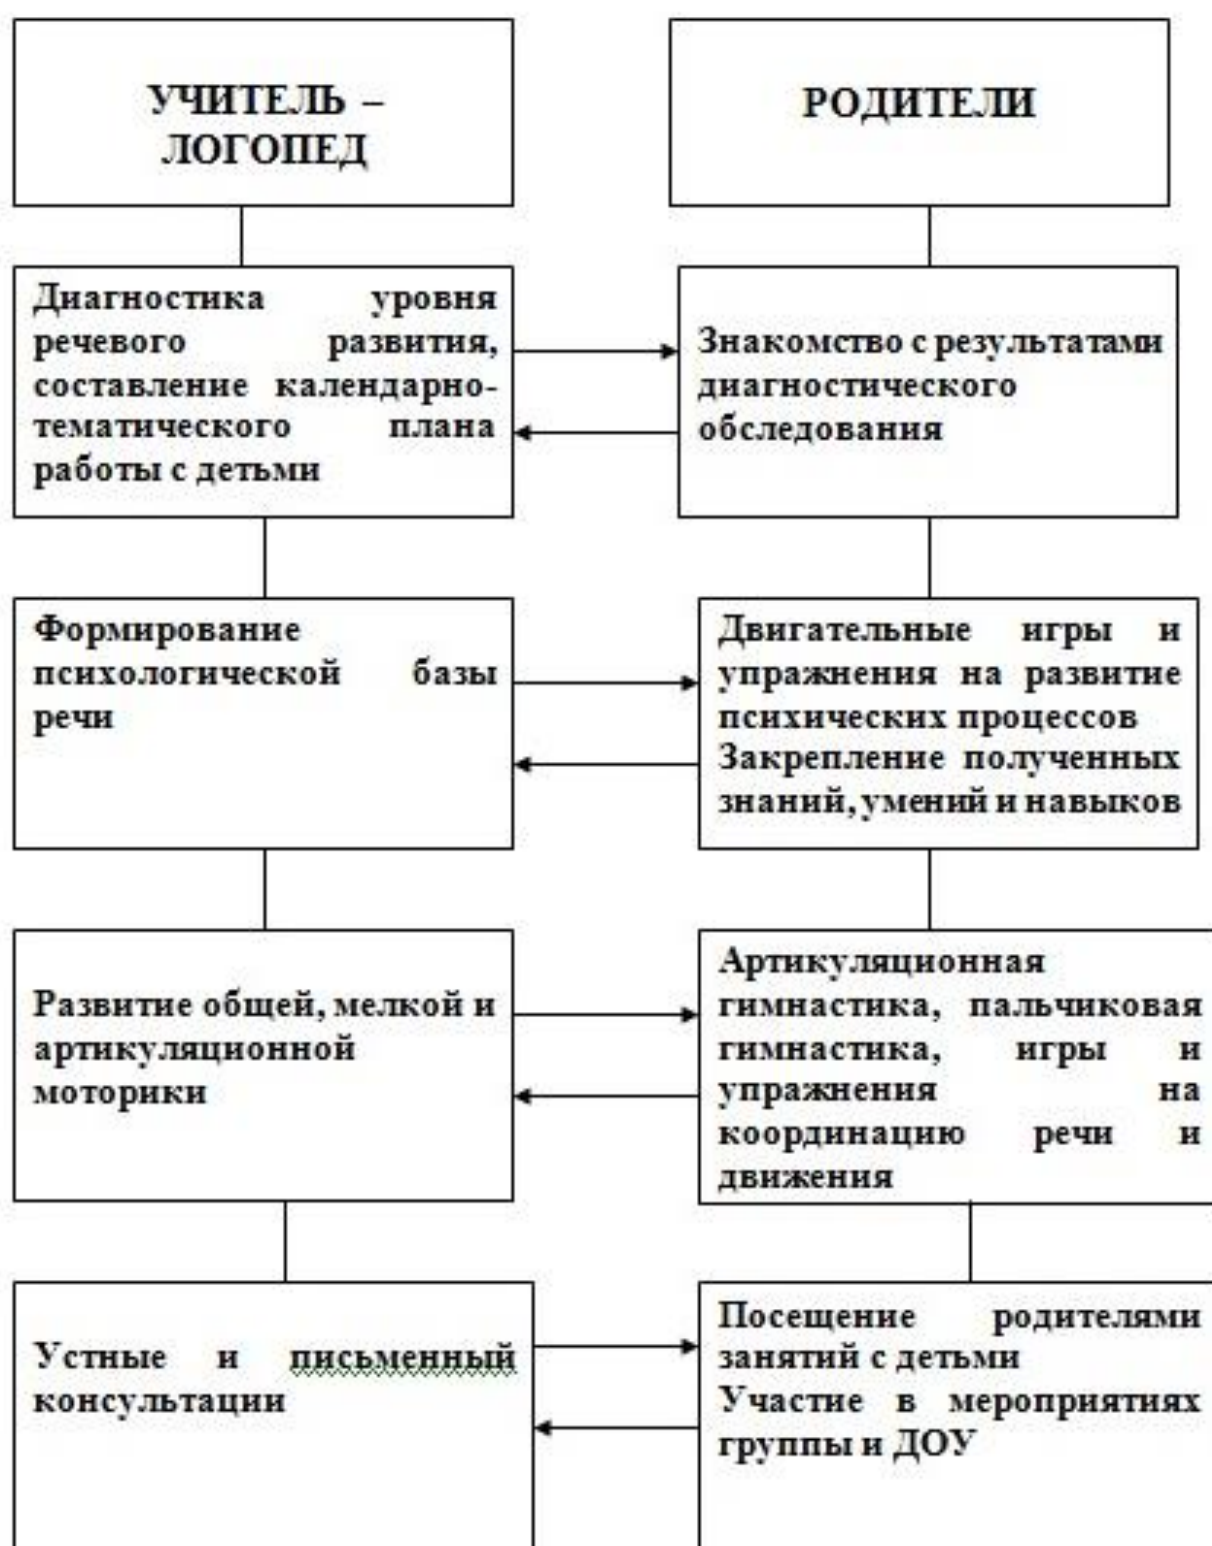 УЧИТЕЛЬ –
ЛОГОПЕД
РОДИТЕЛИ
Диагностика уровня
речевого развития,
составление календарно-
тематического плана
работы с детьми
Знакомство с результатами
диагностического
обследования
Формирование
психологической базы
речи
Двигательные игры и
упражнения на развитие
психических процессов
Закрепление полученных
знаний, умений и навыков
Развитие общей, мелкой и
артикуляционной
моторики
Артикуляционная
гимнастика, пальчиковая
гимнастика, игры и
упражнения на
координацию речи и
движения
Устные и письменный
консультации
Посещение родителями
занятий с детьми
Участие в мероприятиях
группы и ДОУ